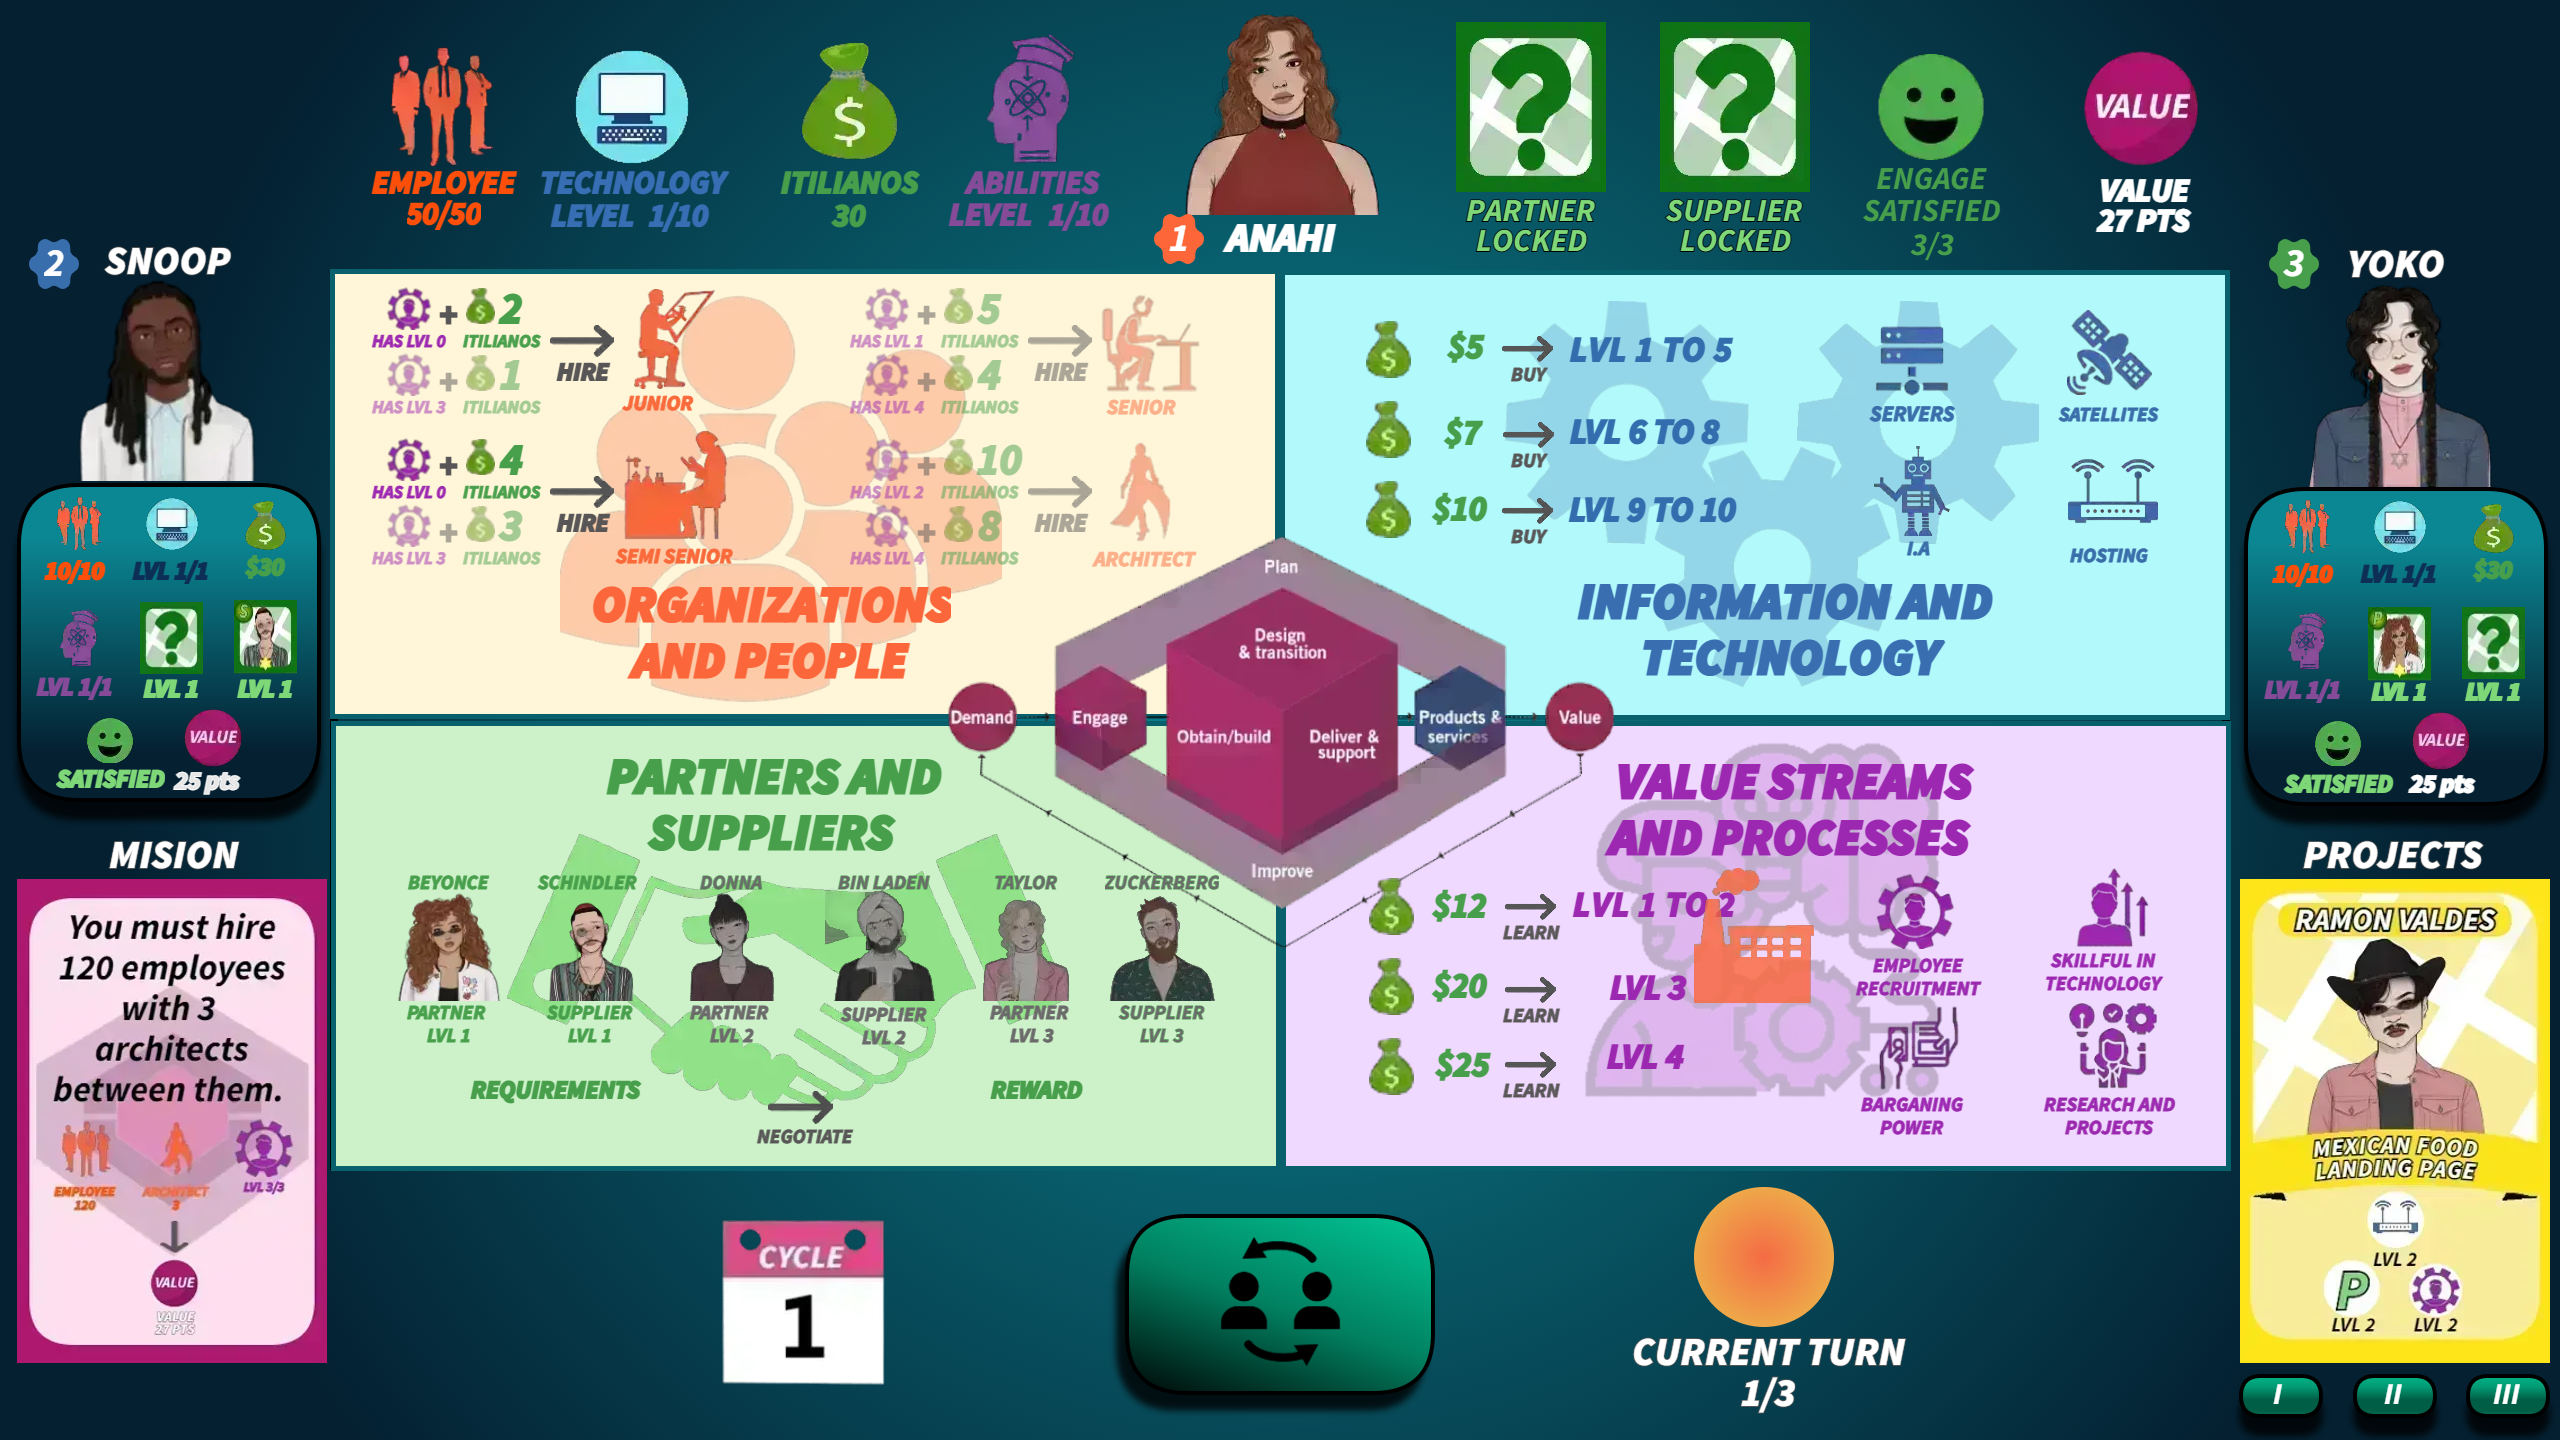 EMPLOYEE
50/50
TECHNOLOGY
LEVEL 1/10
$
ITILIANOS
30
ABILITIES
LEVEL 1/10
1 ANAHI
?
PARTNER
LOCKED
?
SUPPLIER
LOCKED
ENGAGE
SATISFIED
3/3
VALUE
VALUE
27 PTS
2 SNOOP
10/10
LVL 1/1
$30
LVL 1/1
?
LVL 1
S
LVL 1
SATISFIED
VALUE
25 pts
3 YOKO
10/10
LVL 1/1
$30
LVL 1/1
P
LVL 1
?
LVL 1
SATISFIED
VALUE
25 pts
HAS LVL 0 + 2 ITILIANOS
HAS LVL 3 + 1 ITILIANOS
HIRE
JUNIOR
HAS LVL 1 + 5 ITILIANOS
HAS LVL 4 + 4 ITILIANOS
HIRE
SENIOR
HAS LVL 0 + 4 ITILIANOS
HAS LVL 3 + 3 ITILIANOS
HIRE
SEMI SENIOR
HAS LVL 2 + 10 ITILIANOS
HAS LVL 4 + 8 ITILIANOS
HIRE
ARCHITECT
ORGANIZATIONS
AND PEOPLE
$5 BUY LVL 1 TO 5
$7 BUY LVL 6 TO 8
$10 BUY LVL 9 TO 10
SERVERS
SATELLITES
I.A
HOSTING
INFORMATION AND
TECHNOLOGY
Plan
Design
& transition
Demand
Engage
Obtain/build
Deliver &
support
Products &
services
Value
Improve
PARTNERS AND
SUPPLIERS
BEYONCE
PARTNER
LVL 1
SCHINDLER
SUPPLIER
LVL 1
DONNA
PARTNER
LVL 2
BIN LADEN
SUPPLIER
LVL 2
TAYLOR
PARTNER
LVL 3
ZUCKERBERG
SUPPLIER
LVL 3
REQUIREMENTS
NEGOTIATE
REWARD
VALUE STREAMS
AND PROCESSES
$12 LEARN LVL 1 TO 2
$20 LEARN LVL 3
$25 LEARN LVL 4
EMPLOYEE
RECRUITMENT
SKILLFUL IN
TECHNOLOGY
BARGANING
POWER
RESEARCH AND
PROJECTS
MISION
You must hire
120 employees
with 3
architects
between them.
EMPLOYEE
120
ARCHITECT
3
LVL 3/3
VALUE
VALUE
27 PTS
PROJECTS
RAMON VALDES
MEXICAN FOOD
LANDING PAGE
LVL 2
P
LVL 2
LVL 2
I
II
III
CYCLE
1
CURRENT TURN
1/3